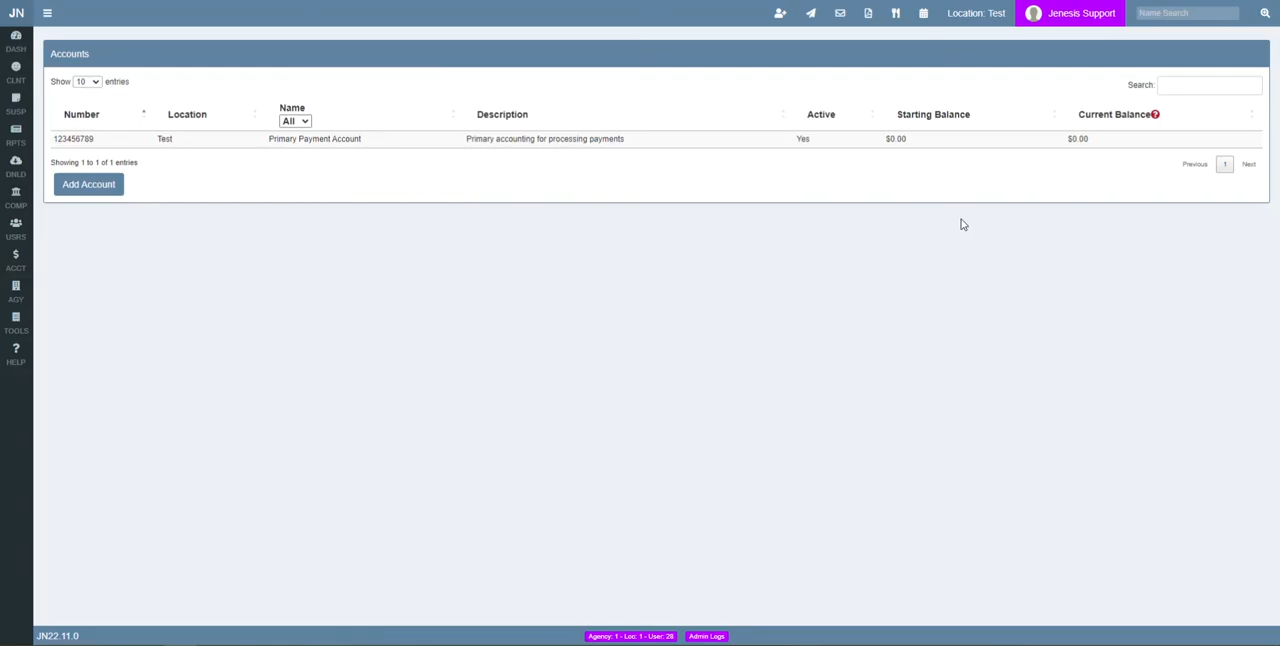 JN
Location: Test
Jenesis Support
Name Search
DASH
CLNT
SUSP
RPTS
DNLD
COMP
USRS
ACCT
AGY
TOOLS
HELP
Accounts
Show 10 entries
Search:
Number Location Name Description Active Starting Balance Current Balance
All
123456789 Test Primary Payment Account Primary accounting for processing payments Yes $0.00 $0.00
Showing 1 to 1 of 1 entries
Previous 1 Next
Add Account
JN22.11.0
Agency: 1 - Loc: 1 - User: 28
Admin Logs